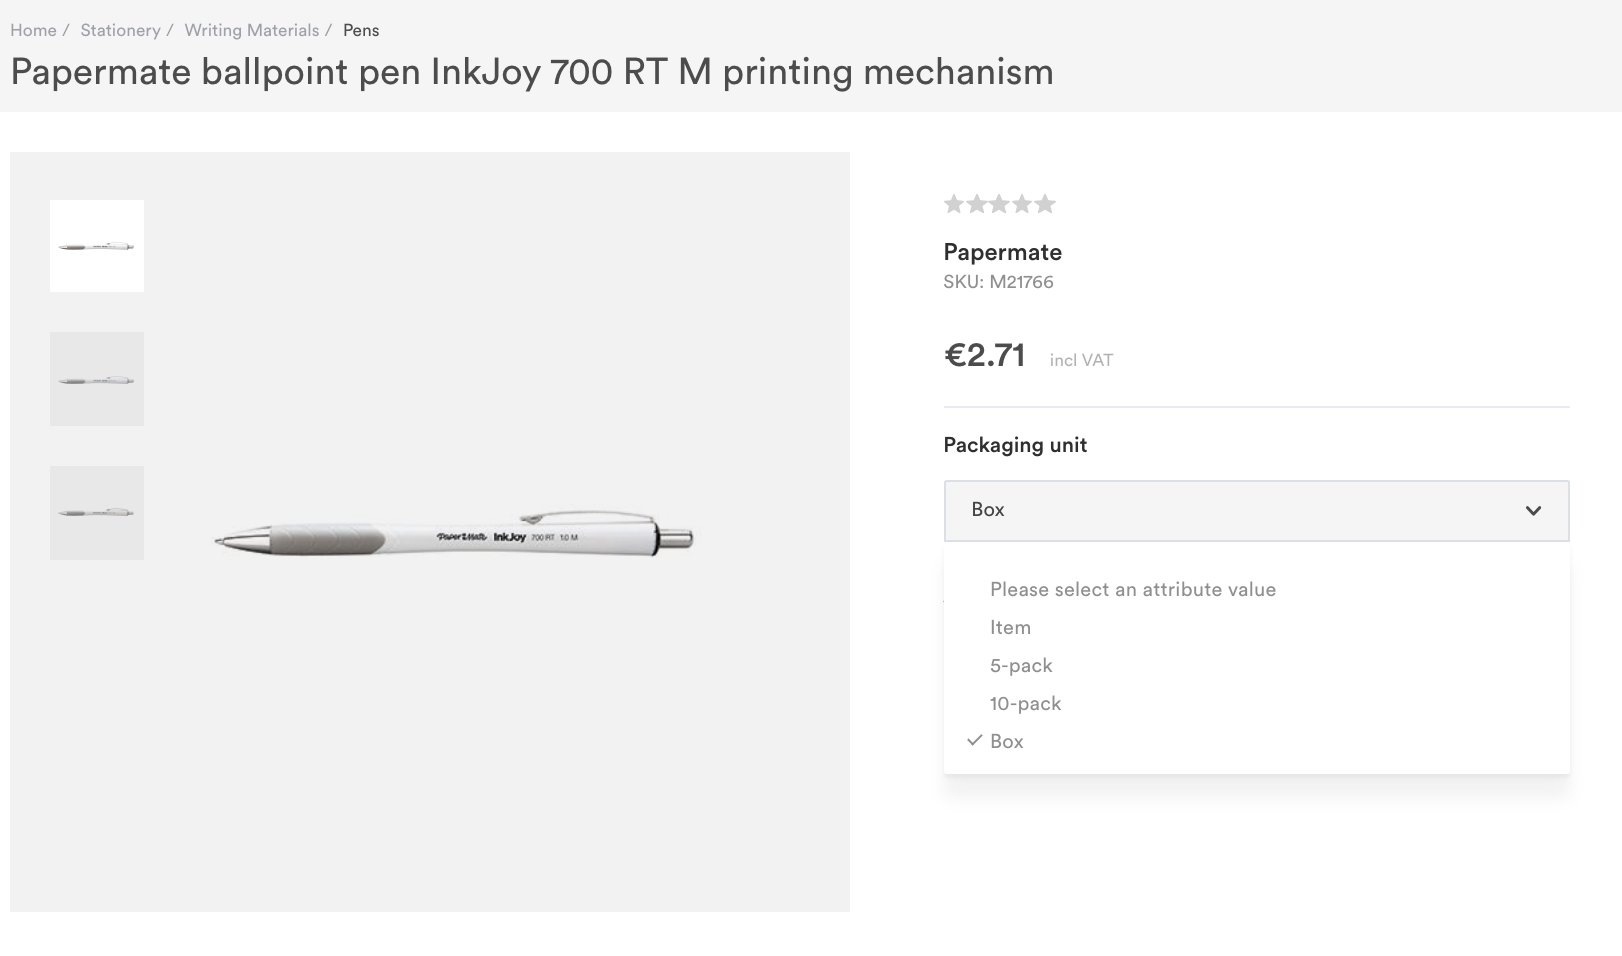 Home / Stationery / Writing Materials / Pens
Papermate ballpoint pen InkJoy 700 RT M printing mechanism
Papermate
SKU: M21766
€2.71 incl VAT
Packaging unit
Box
PaperMate InkJoy 700 RT 1.0 M
Please select an attribute value
Item
5-pack
10-pack
Box